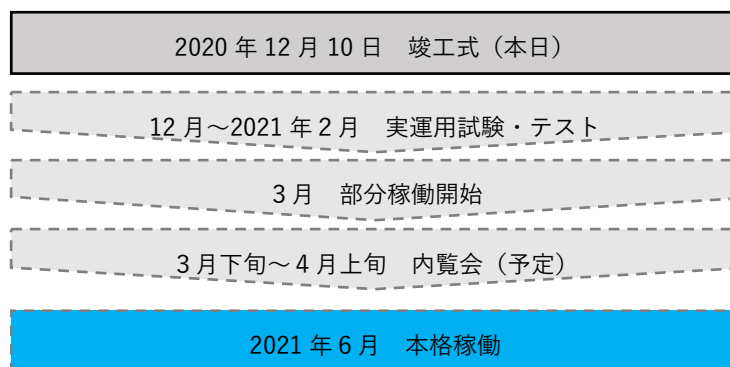 2020 年 12 月 10 日　竣工式（本日）
12 月～2021 年 2 月　実運用試験・テスト
3 月　部分稼働開始
3 月下旬～ 4 月上旬　内覧会（予定）
2021 年 6 月　本格稼働